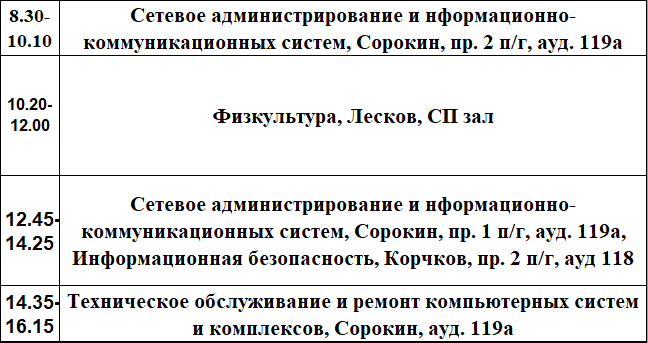 8.30-
10.10
Сетевое администрирование и нформационно-
коммуникационных систем, Сорокин, пр. 2 п/г, ауд. 119а
10.20-
12.00
Физкультура, Лесков, СП зал
12.45-
14.25
Сетевое администрирование и нформационно-
коммуникационных систем, Сорокин, пр. 1 п/г, ауд. 119а,
Информационная безопасность, Корчков, пр. 2 п/г, ауд 118
14.35-
16.15
Техническое обслуживание и ремонт компьютерных систем
и комплексов, Сорокин, ауд. 119а